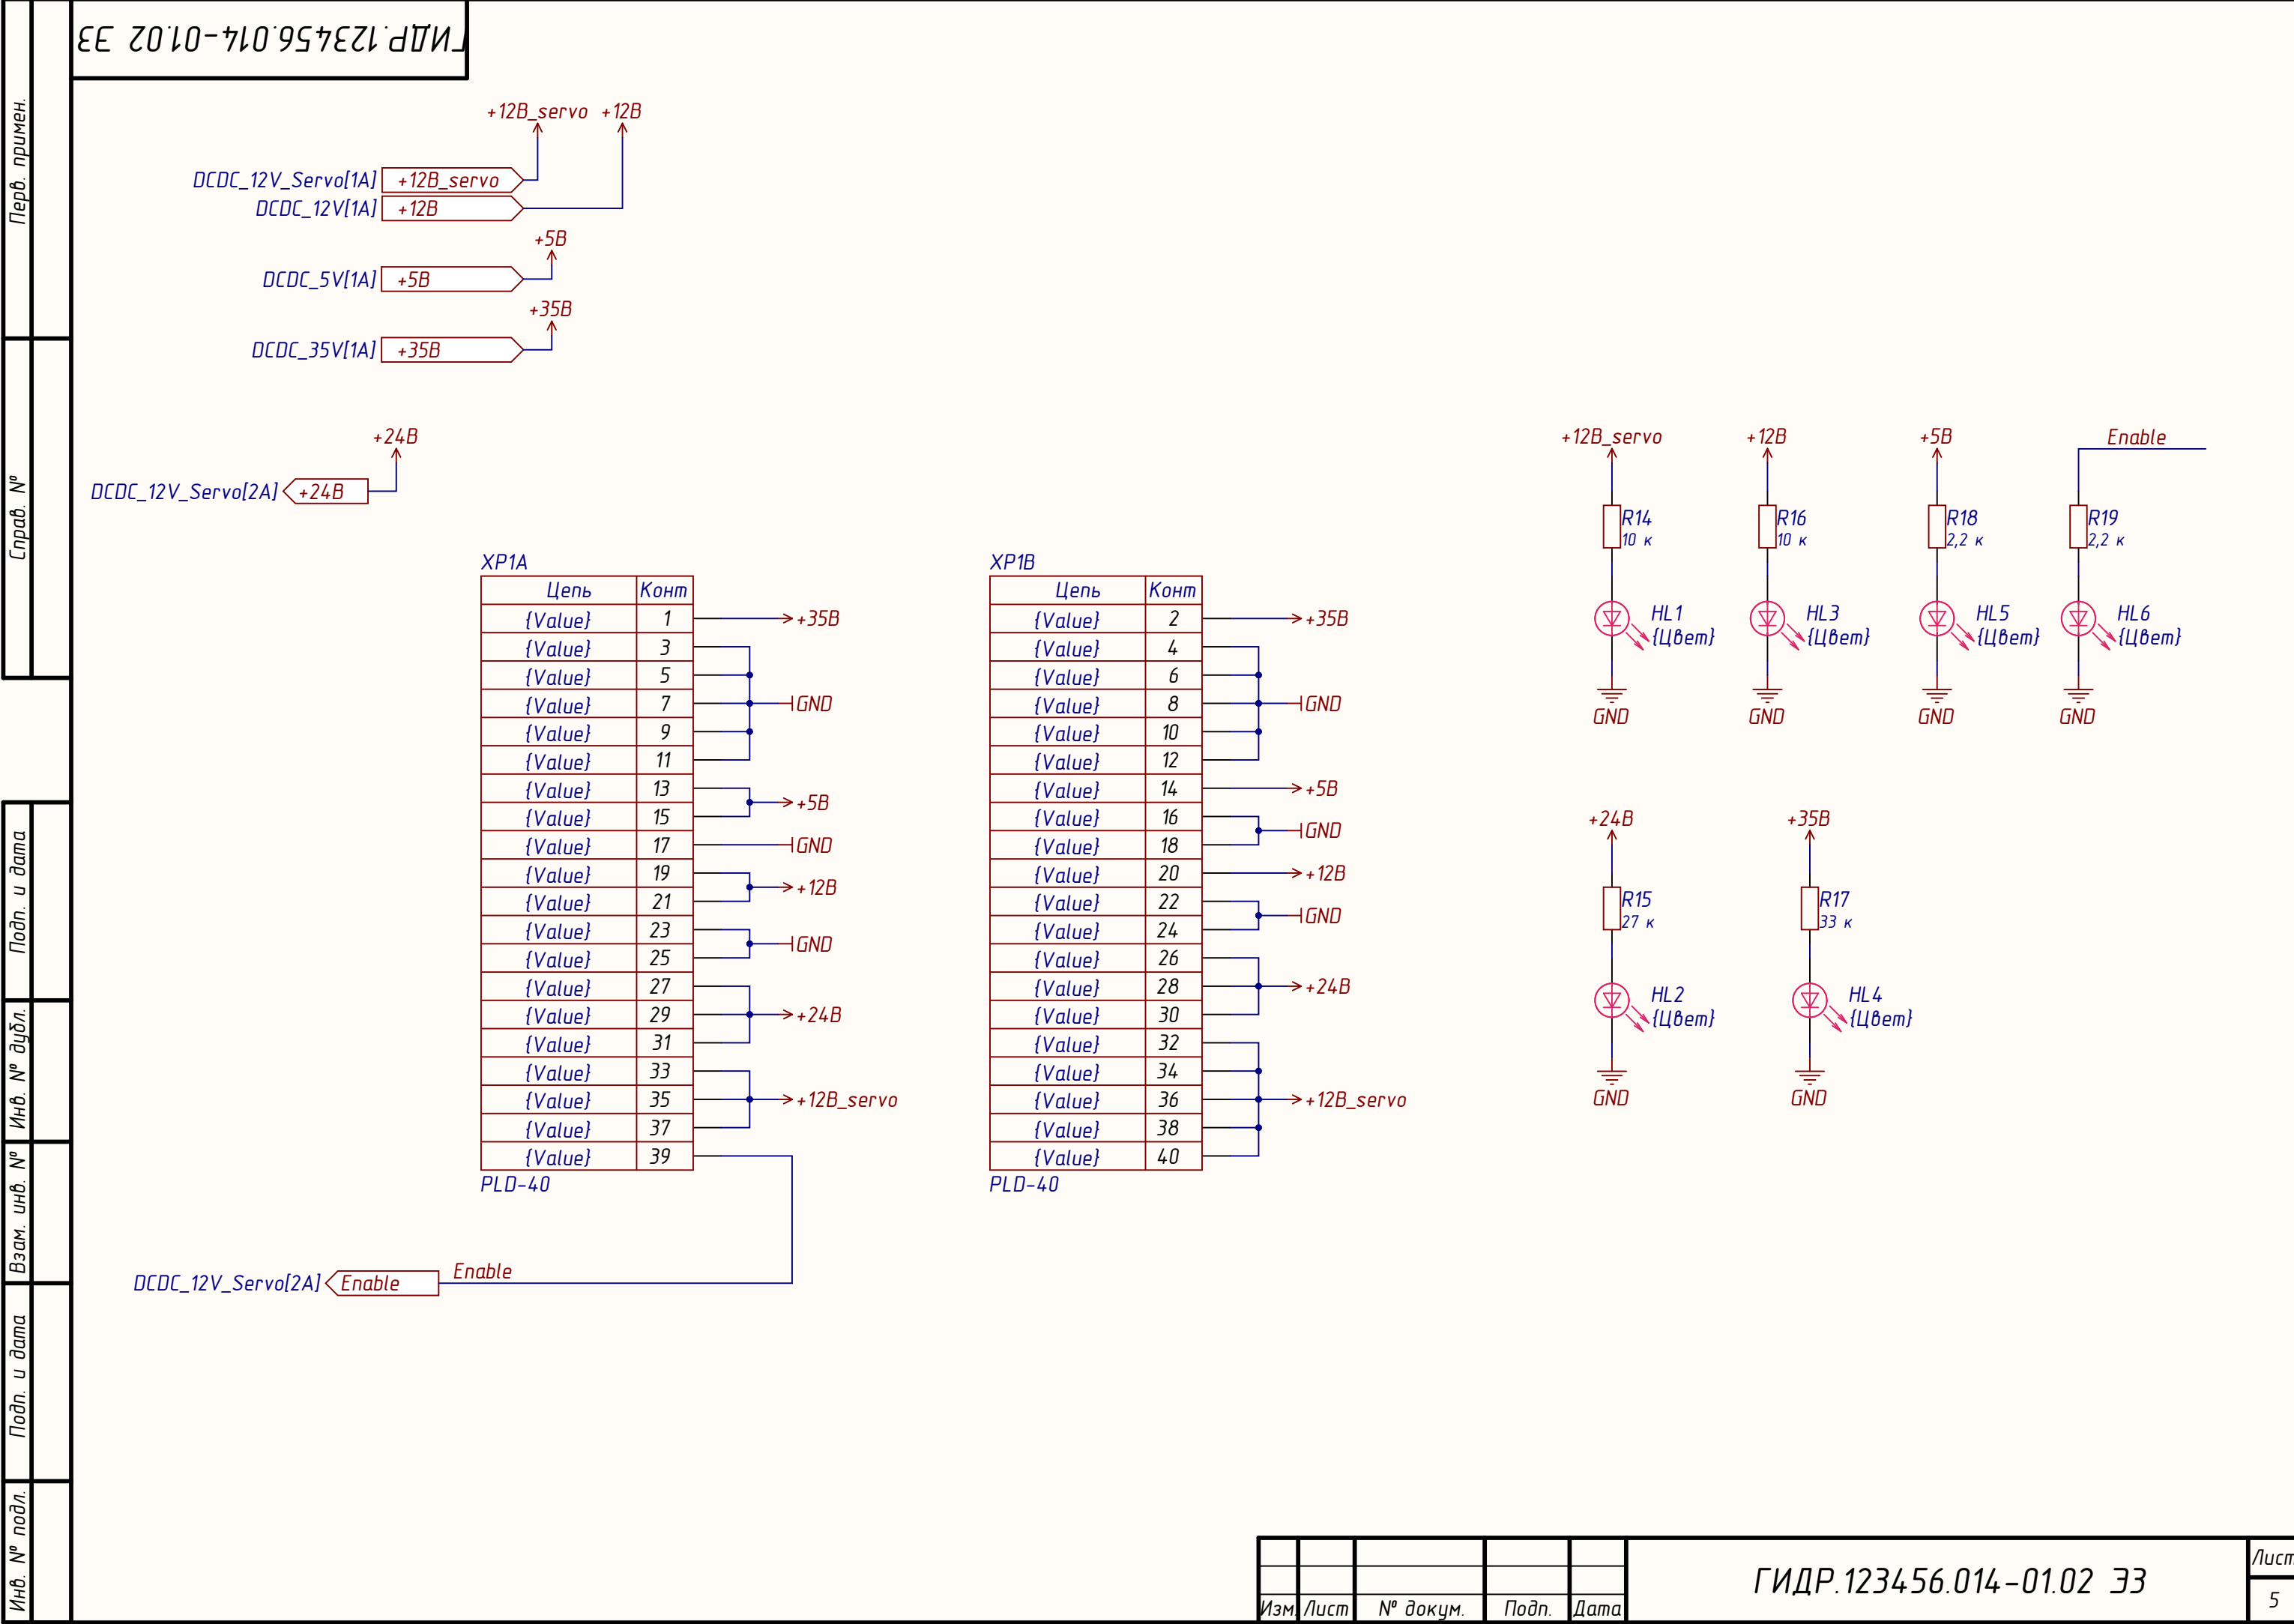 ГИДР.123456.014-01.02 ЭЗ
+12В_servo +12В
DCDC_12V_Servo[1A] +12В_servo
DCDC_12V[1A] +12В
+5В
DCDC_5V[1A] +5В
+35В
DCDC_35V[1A] +35В
+24В
DCDC_12V_Servo[2A] +24В
XP1A
Цепь Конт
{Value} 1 +35В
{Value} 3
{Value} 5
{Value} 7 GND
{Value} 9
{Value} 11
{Value} 13
+5В
{Value} 15
{Value} 17 GND
{Value} 19
+12В
{Value} 21
{Value} 23
GND
{Value} 25
{Value} 27
{Value} 29 +24В
{Value} 31
{Value} 33
{Value} 35 +12В_servo
{Value} 37
{Value} 39
PLD-40
DCDC_12V_Servo[2A] Enable Enable
XP1B
Цепь Конт
{Value} 2 +35В
{Value} 4
{Value} 6
{Value} 8 GND
{Value} 10
{Value} 12
{Value} 14 +5В
{Value} 16
GND
{Value} 18
{Value} 20 +12В
{Value} 22
GND
{Value} 24
{Value} 26
{Value} 28 +24В
{Value} 30
{Value} 32
{Value} 34
{Value} 36 +12В_servo
{Value} 38
{Value} 40
PLD-40
+12В_servo +12В +5В Enable
R14 R16 R18 R19
10 к 10 к 2,2 к 2,2 к
HL1 HL3 HL5 HL6
{Цвет} {Цвет} {Цвет} {Цвет}
GND GND GND GND
+24В +35В
R15 R17
27 к 33 к
HL2 HL4
{Цвет} {Цвет}
GND GND
Перв. примен.
Справ. №
Подп. и дата
Инв. № дубл.
Взам. инв. №
Подп. и дата
Инв. № подл.
Изм. Лист № докум. Подп. Дата
ГИДР.123456.014-01.02 ЭЗ
Лист
5